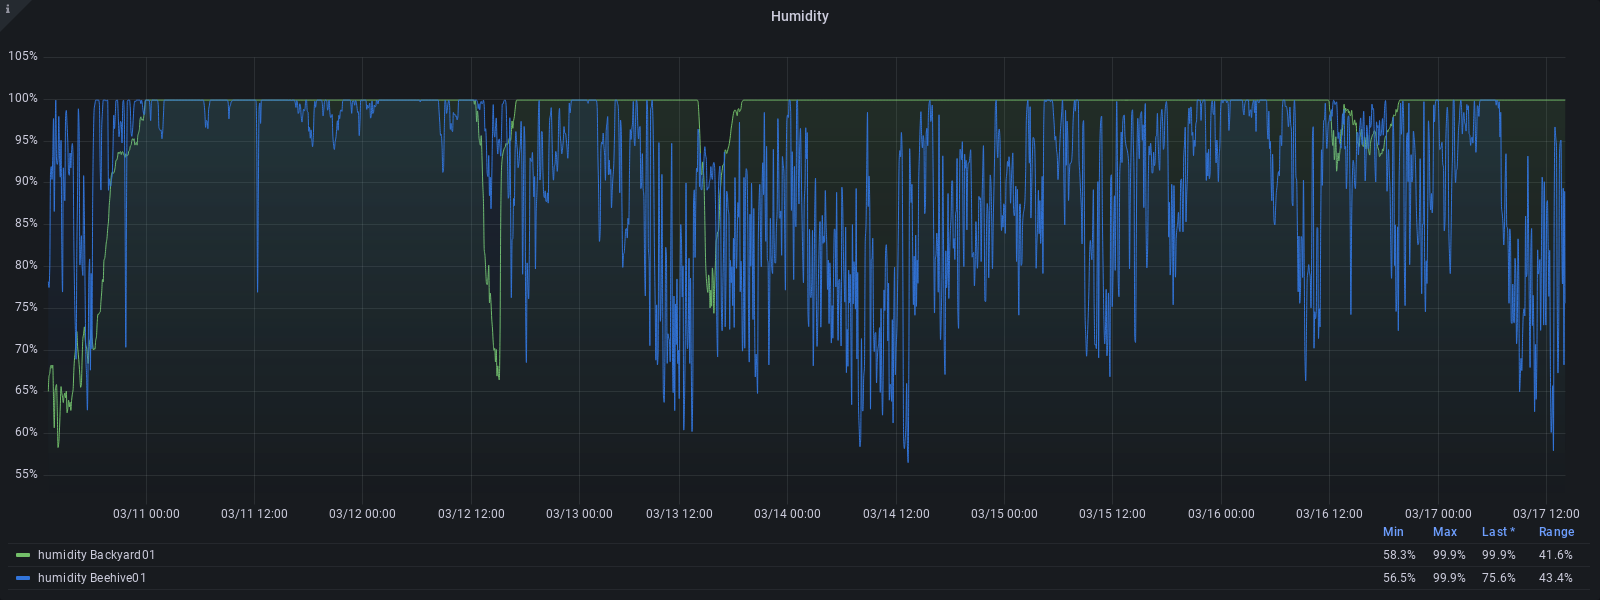 i
Humidity
105%
100%
95%
90%
85%
80%
75%
70%
65%
60%
55%
03/11 00:00 03/11 12:00 03/12 00:00 03/12 12:00 03/13 00:00 03/13 12:00 03/14 00:00 03/14 12:00 03/15 00:00 03/15 12:00 03/16 00:00 03/16 12:00 03/17 00:00 03/17 12:00
Min Max Last * Range
humidity Backyard01 58.3% 99.9% 99.9% 41.6%
humidity Beehive01 56.5% 99.9% 75.6% 43.4%